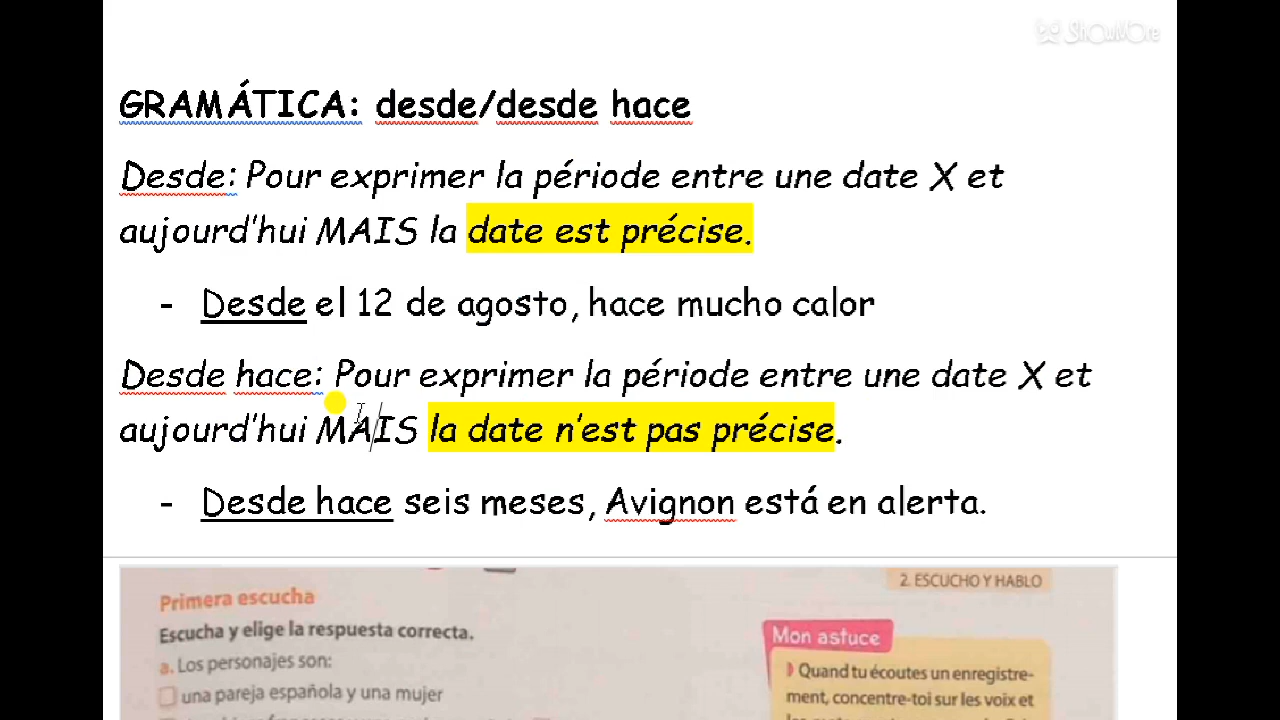 ShowMore
GRAMÁTICA: desde/desde hace
Desde: Pour exprimer la période entre une date X et
aujourd'hui MAIS la date est précise.
- Desde el 12 de agosto, hace mucho calor
Desde hace: Pour exprimer la période entre une date X et
aujourd'hui MAIS la date n'est pas précise.
- Desde hace seis meses, Avignon está en alerta.
2. ESCUCHO Y HABLO
Primera escucha
Escucha y elige la respuesta correcta.
a. Los personajes son:
una pareja española y una mujer
Mon astuce
Quand tu écoutes un enregistre-
ment, concentre-toi sur les voix et